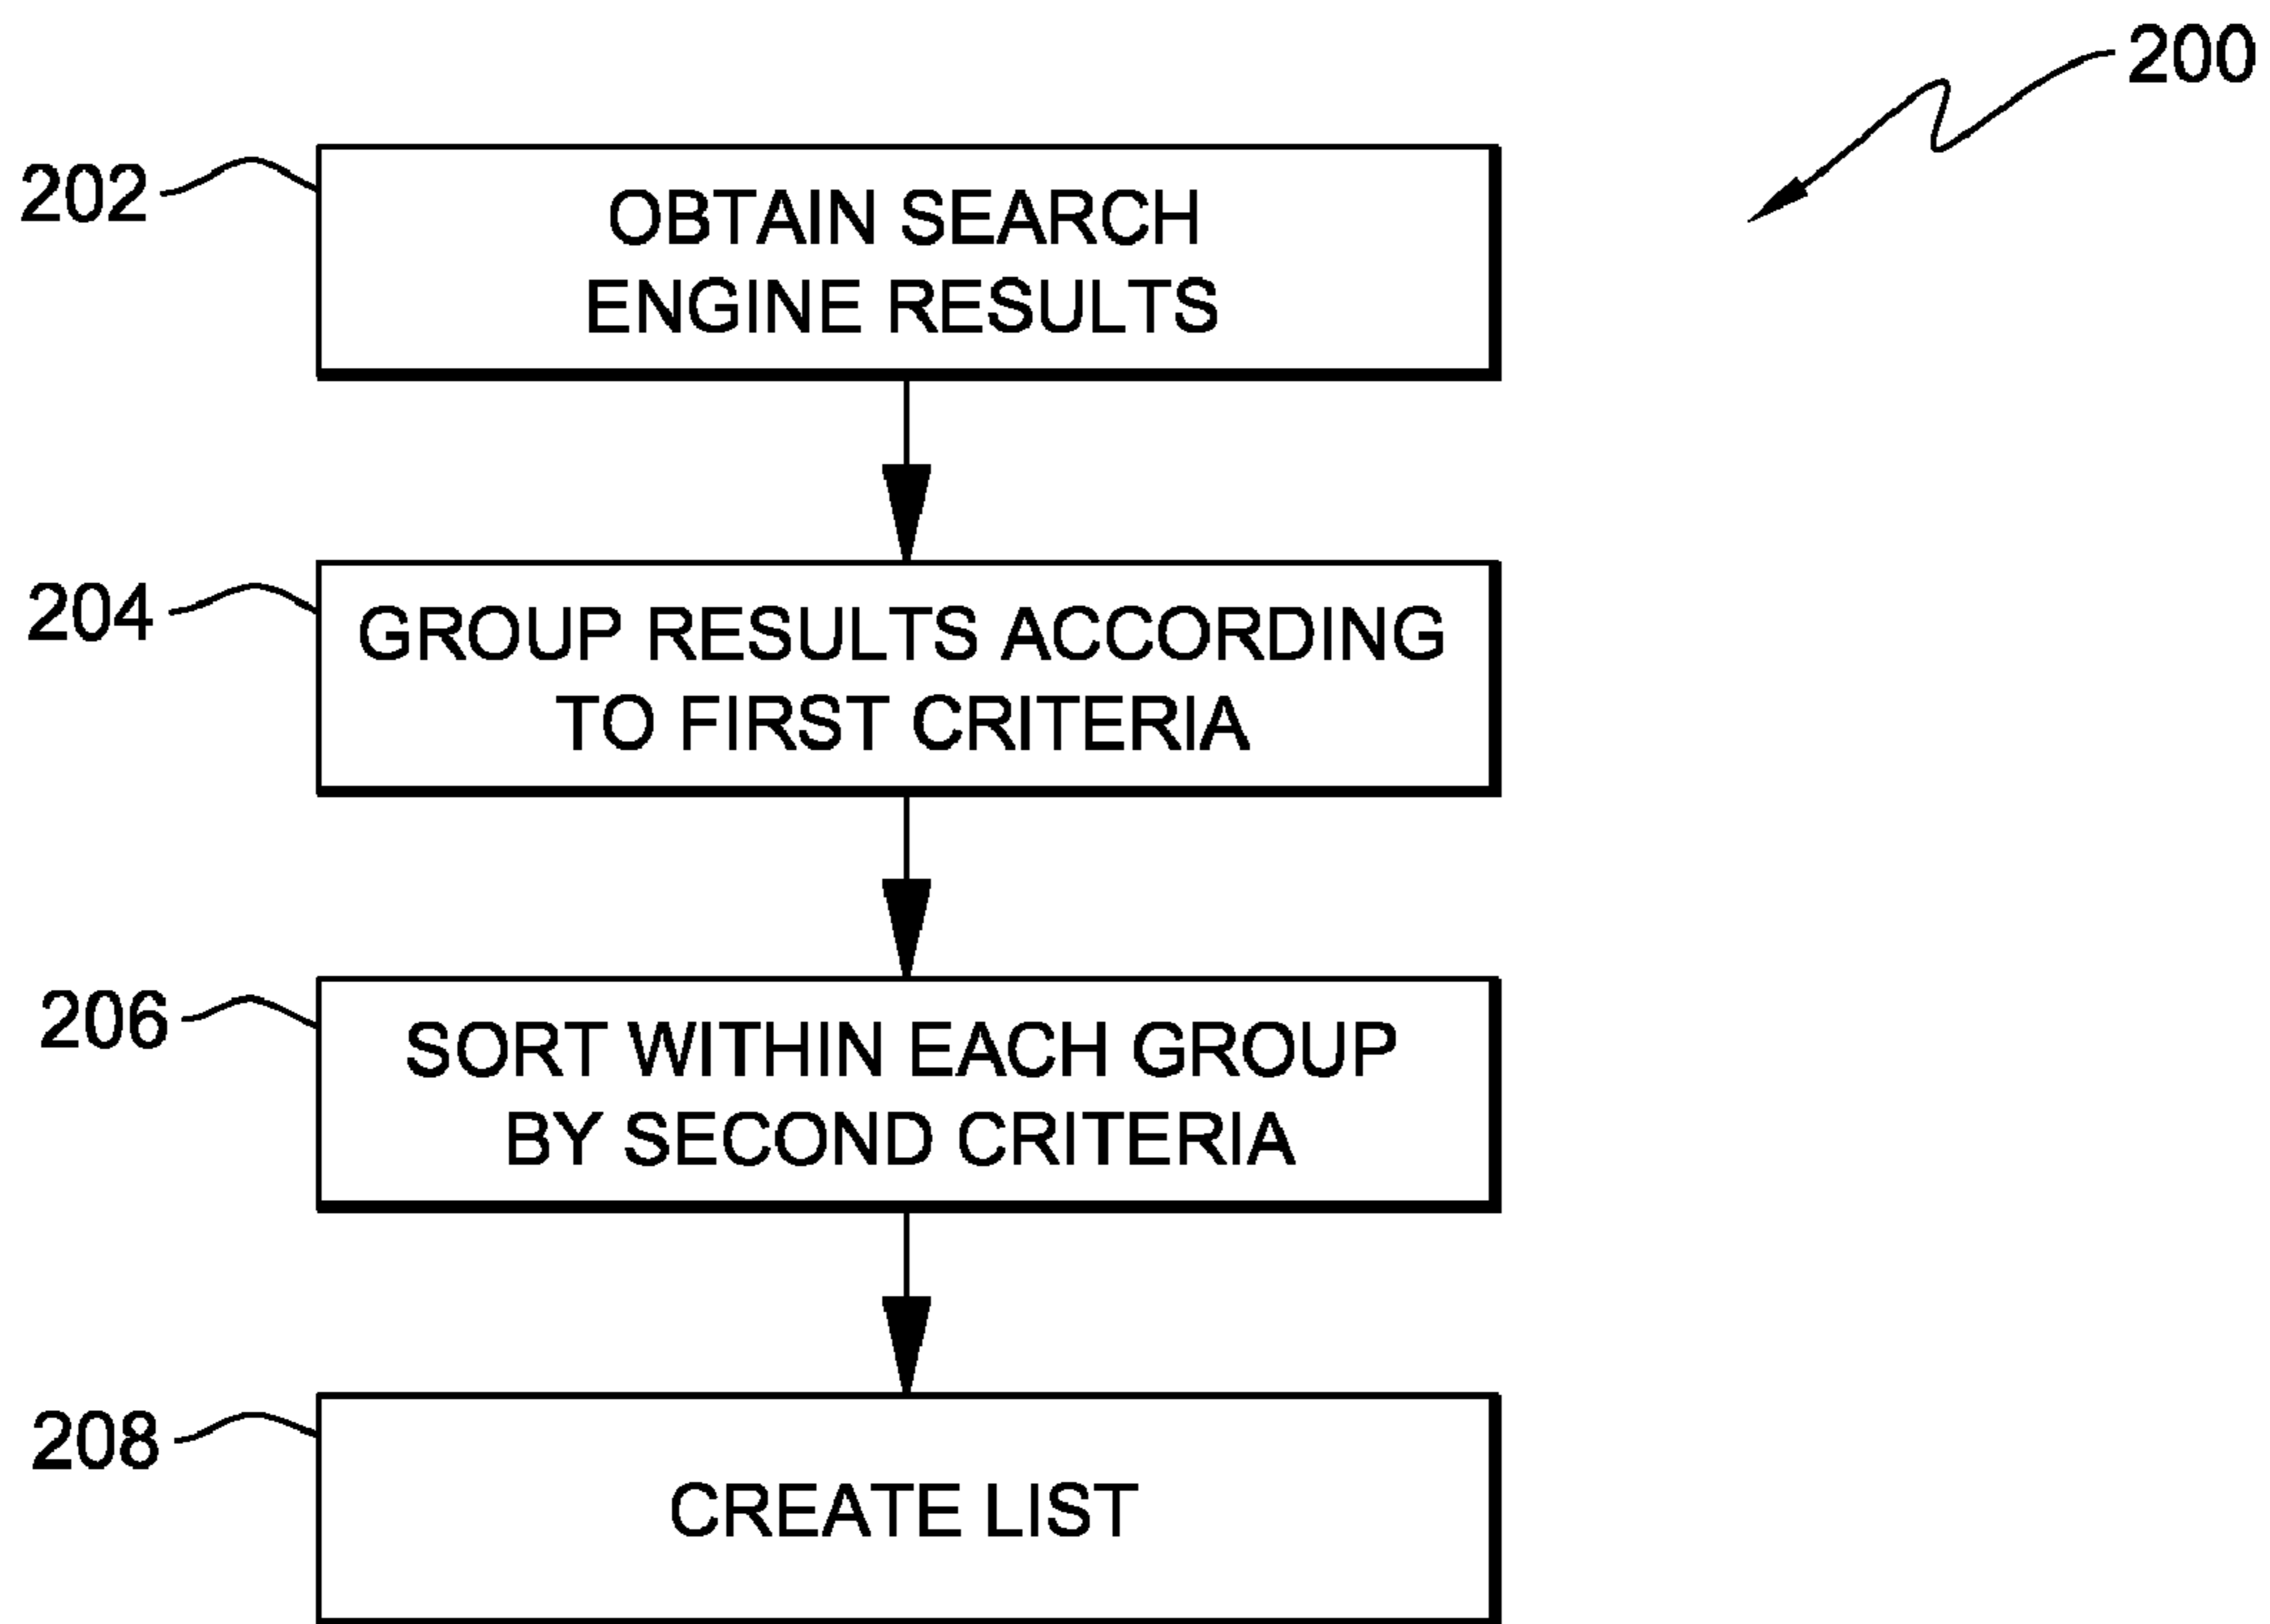 200
202
OBTAIN SEARCH
ENGINE RESULTS
204
GROUP RESULTS ACCORDING
TO FIRST CRITERIA
206
SORT WITHIN EACH GROUP
BY SECOND CRITERIA
208
CREATE LIST